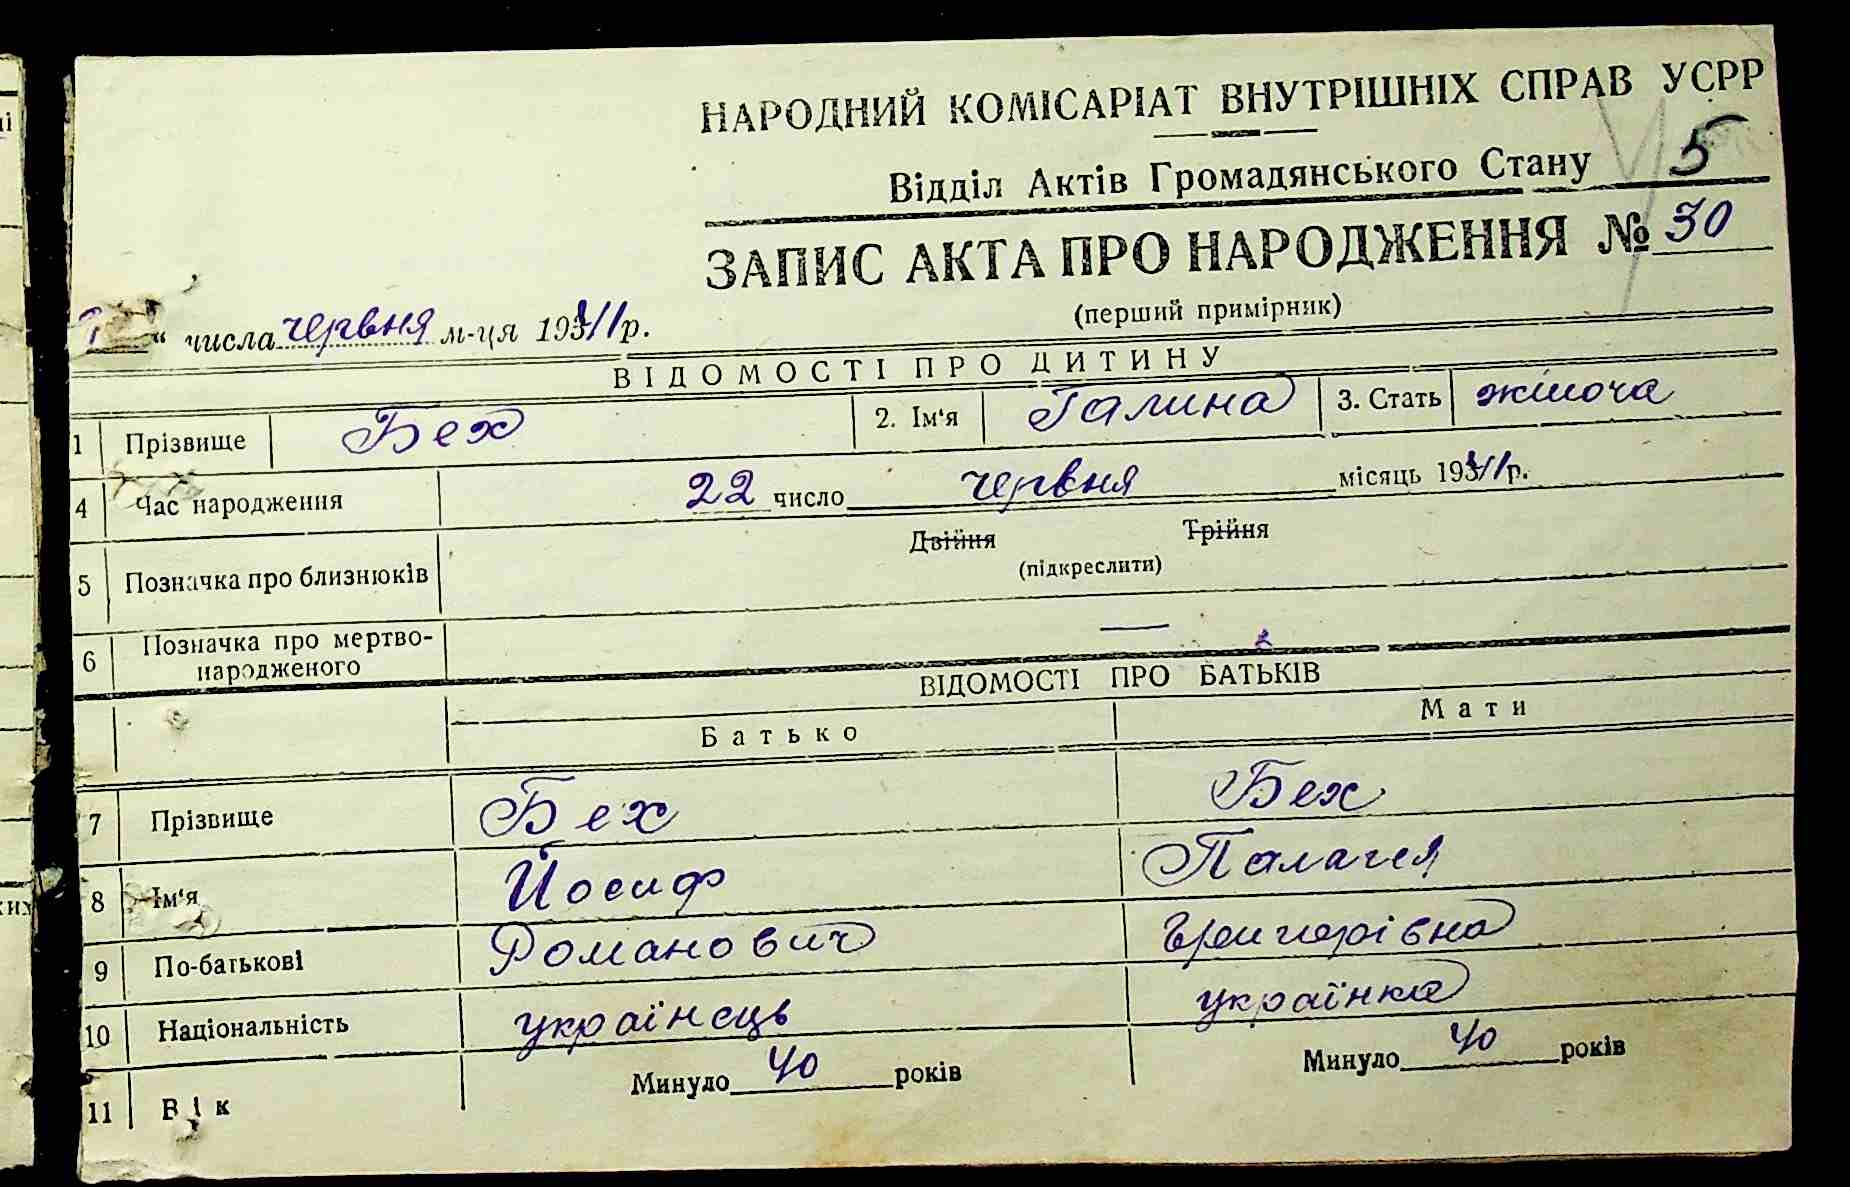 НАРОДНИЙ КОМІСАРІАТ ВНУТРІШНІХ СПРАВ УСРР
Відділ Актів Громадянського Стану 5
ЗАПИС АКТА ПРО НАРОДЖЕННЯ № 30
(перший примірник)
“ числа червня м-ця 1941 р.
ВІДОМОСТІ ПРО ДИТИНУ
1 Прізвище Бех 2. Ім‘я Галина 3. Стать жіноча
4 Час народження 22 число червня місяць 1941 р.
5 Позначка про близнюків Двійня Трійня
(підкреслити)
6 Позначка про мертво-
народженого —
ВІДОМОСТІ ПРО БАТЬКІВ
Батько Мати
7 Прізвище Бех Бех
8 Ім‘я Йосиф Палагея
9 По-батькові Романович Григорівна
10 Національність українець українка
11 Вік Минуло 40 років Минуло 40 років